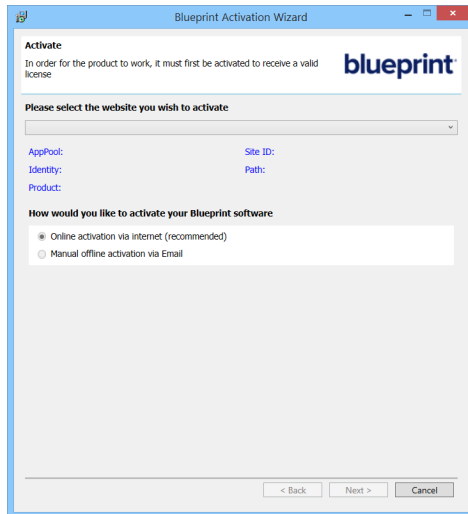 Blueprint Activation Wizard
Activate
In order for the product to work, it must first be activated to receive a valid
license
blueprint
Please select the website you wish to activate
AppPool:
Site ID:
Identity:
Path:
Product:
How would you like to activate your Blueprint software
Online activation via internet (recommended)
Manual offline activation via Email
< Back
Next >
Cancel